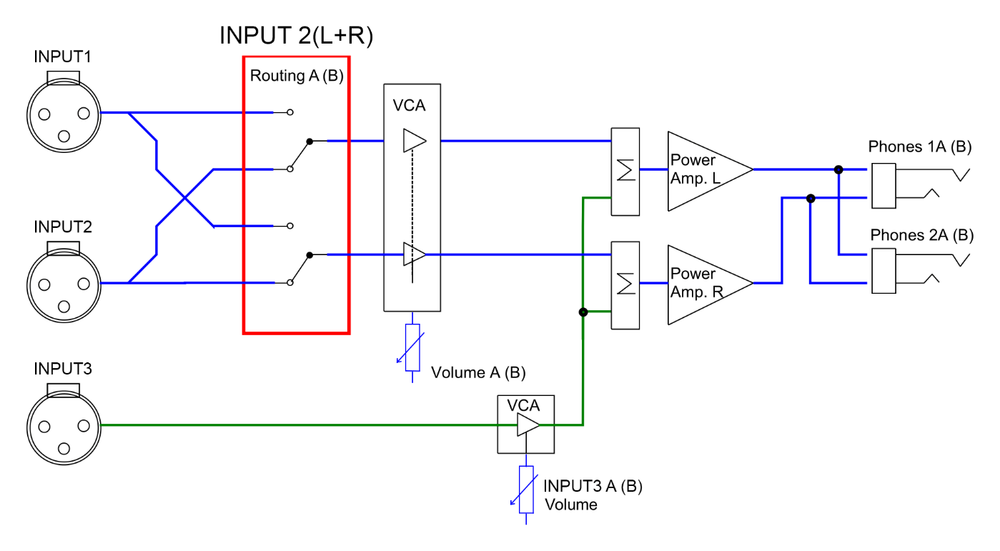 INPUT 2(L+R)
INPUT1
Routing A (B)
VCA
Power
Amp. L
Phones 1A (B)
INPUT2
Phones 2A (B)
Σ
Σ
Power
Amp. R
INPUT3
Volume A (B)
VCA
INPUT3 A (B)
Volume